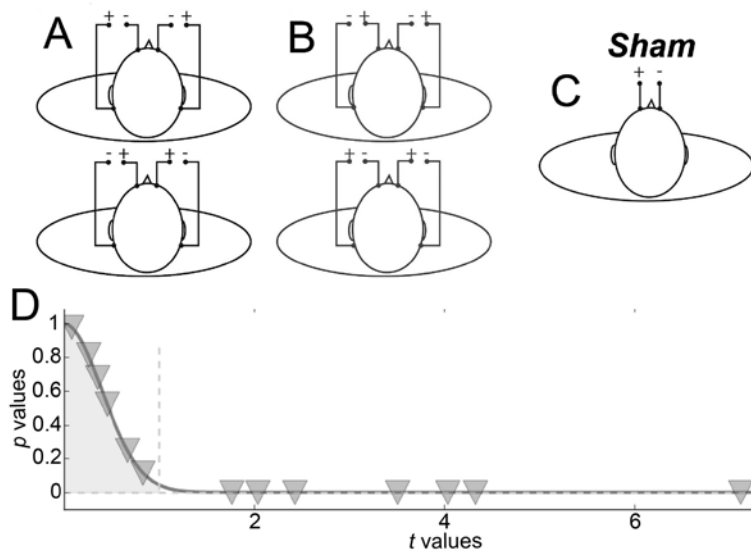 A
+ - - +
B
- + - +
Sham
C
+ -
- + + -
+ - + -
D
1
0.8
0.6
0.4
0.2
0
p values
2
4
6
t values